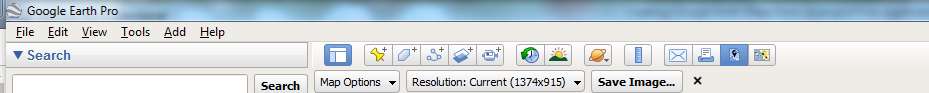 Google Earth Pro
File Edit View Tools Add Help
Search
Search
Map Options Resolution: Current (1374x915) Save Image...